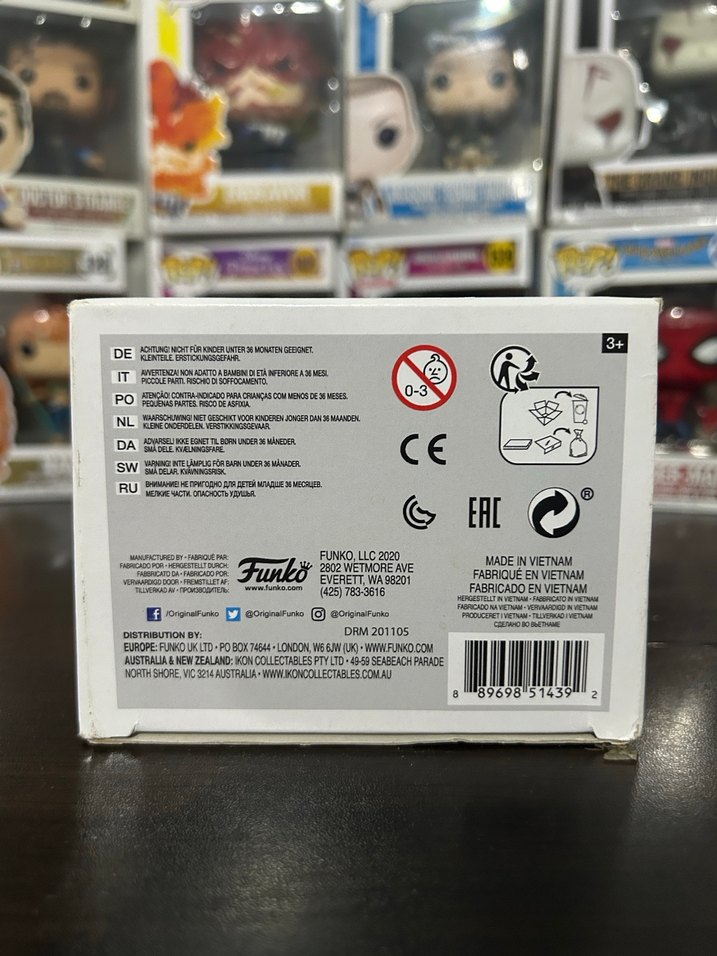 DE ACHTUNG! NICHT FÜR KINDER UNTER 36 MONATEN GEEIGNET.
KLEINTEILE. ERSTICKUNGSGEFAHR.
IT AVVERTENZA! NON ADATTO A BAMBINI DI ETÀ INFERIORE A 36 MESI.
PICCOLE PARTI. RISCHIO DI SOFFOCAMENTO.
PO ATENÇÃO! CONTRA-INDICADO PARA CRIANÇAS COM MENOS DE 36 MESES.
PEQUENAS PARTES. RISCO DE ASFIXIA.
NL WAARSCHUWING! NIET GESCHIKT VOOR KINDEREN JONGER DAN 36 MAANDEN.
KLEINE ONDERDELEN. VERSTIKKINGSGEVAAR.
DA ADVARSEL! IKKE EGNET TIL BØRN UNDER 36 MÅNEDER.
SMÅ DELE. KVÆLNINGSFARE.
SW VARNING! INTE LÄMPLIG FÖR BARN UNDER 36 MÅNADER.
SMÅ DELAR. KVÄVNINGSRISK.
RU ВНИМАНИЕ! НЕ ПРИГОДНО ДЛЯ ДЕТЕЙ МЛАДШЕ 36 МЕСЯЦЕВ.
МЕЛКИЕ ЧАСТИ. ОПАСНОСТЬ УДУШЬЯ.
3+
0-3
CE
EAC
®
MANUFACTURED BY • FABRIQUÉ PAR:
FABRICADO POR • HERGESTELLT DURCH:
FABBRICATO DA • FABRICADO POR:
VERVAARDIGD DOOR • FREMSTILLET AF:
TILLVERKAD AV • ПРОИЗВОДИТЕЛЬ:
Funko
www.funko.com
FUNKO, LLC 2020
2802 WETMORE AVE
EVERETT, WA 98201
(425) 783-3616
MADE IN VIETNAM
FABRIQUÉ EN VIETNAM
FABRICADO EN VIETNAM
HERGESTELLT IN VIETNAM • FABBRICATO IN VIETNAM
FABRICADO NA VIETNAM • VERVAARDIGD IN VIETNAM
PRODUCERET I VIETNAM • TILLVERKAD I VIETNAM
СДЕЛАНО ВО ВЬЕТНАМЕ
/OriginalFunko @OriginalFunko @OriginalFunko
DRM 201105
DISTRIBUTION BY:
EUROPE: FUNKO UK LTD • PO BOX 74644 • LONDON, W6 6JW (UK) • WWW.FUNKO.COM
AUSTRALIA & NEW ZEALAND: IKON COLLECTABLES PTY LTD • 49-59 SEABEACH PARADE
NORTH SHORE, VIC 3214 AUSTRALIA • WWW.IKONCOLLECTABLES.COM.AU
8 89698 51439 2